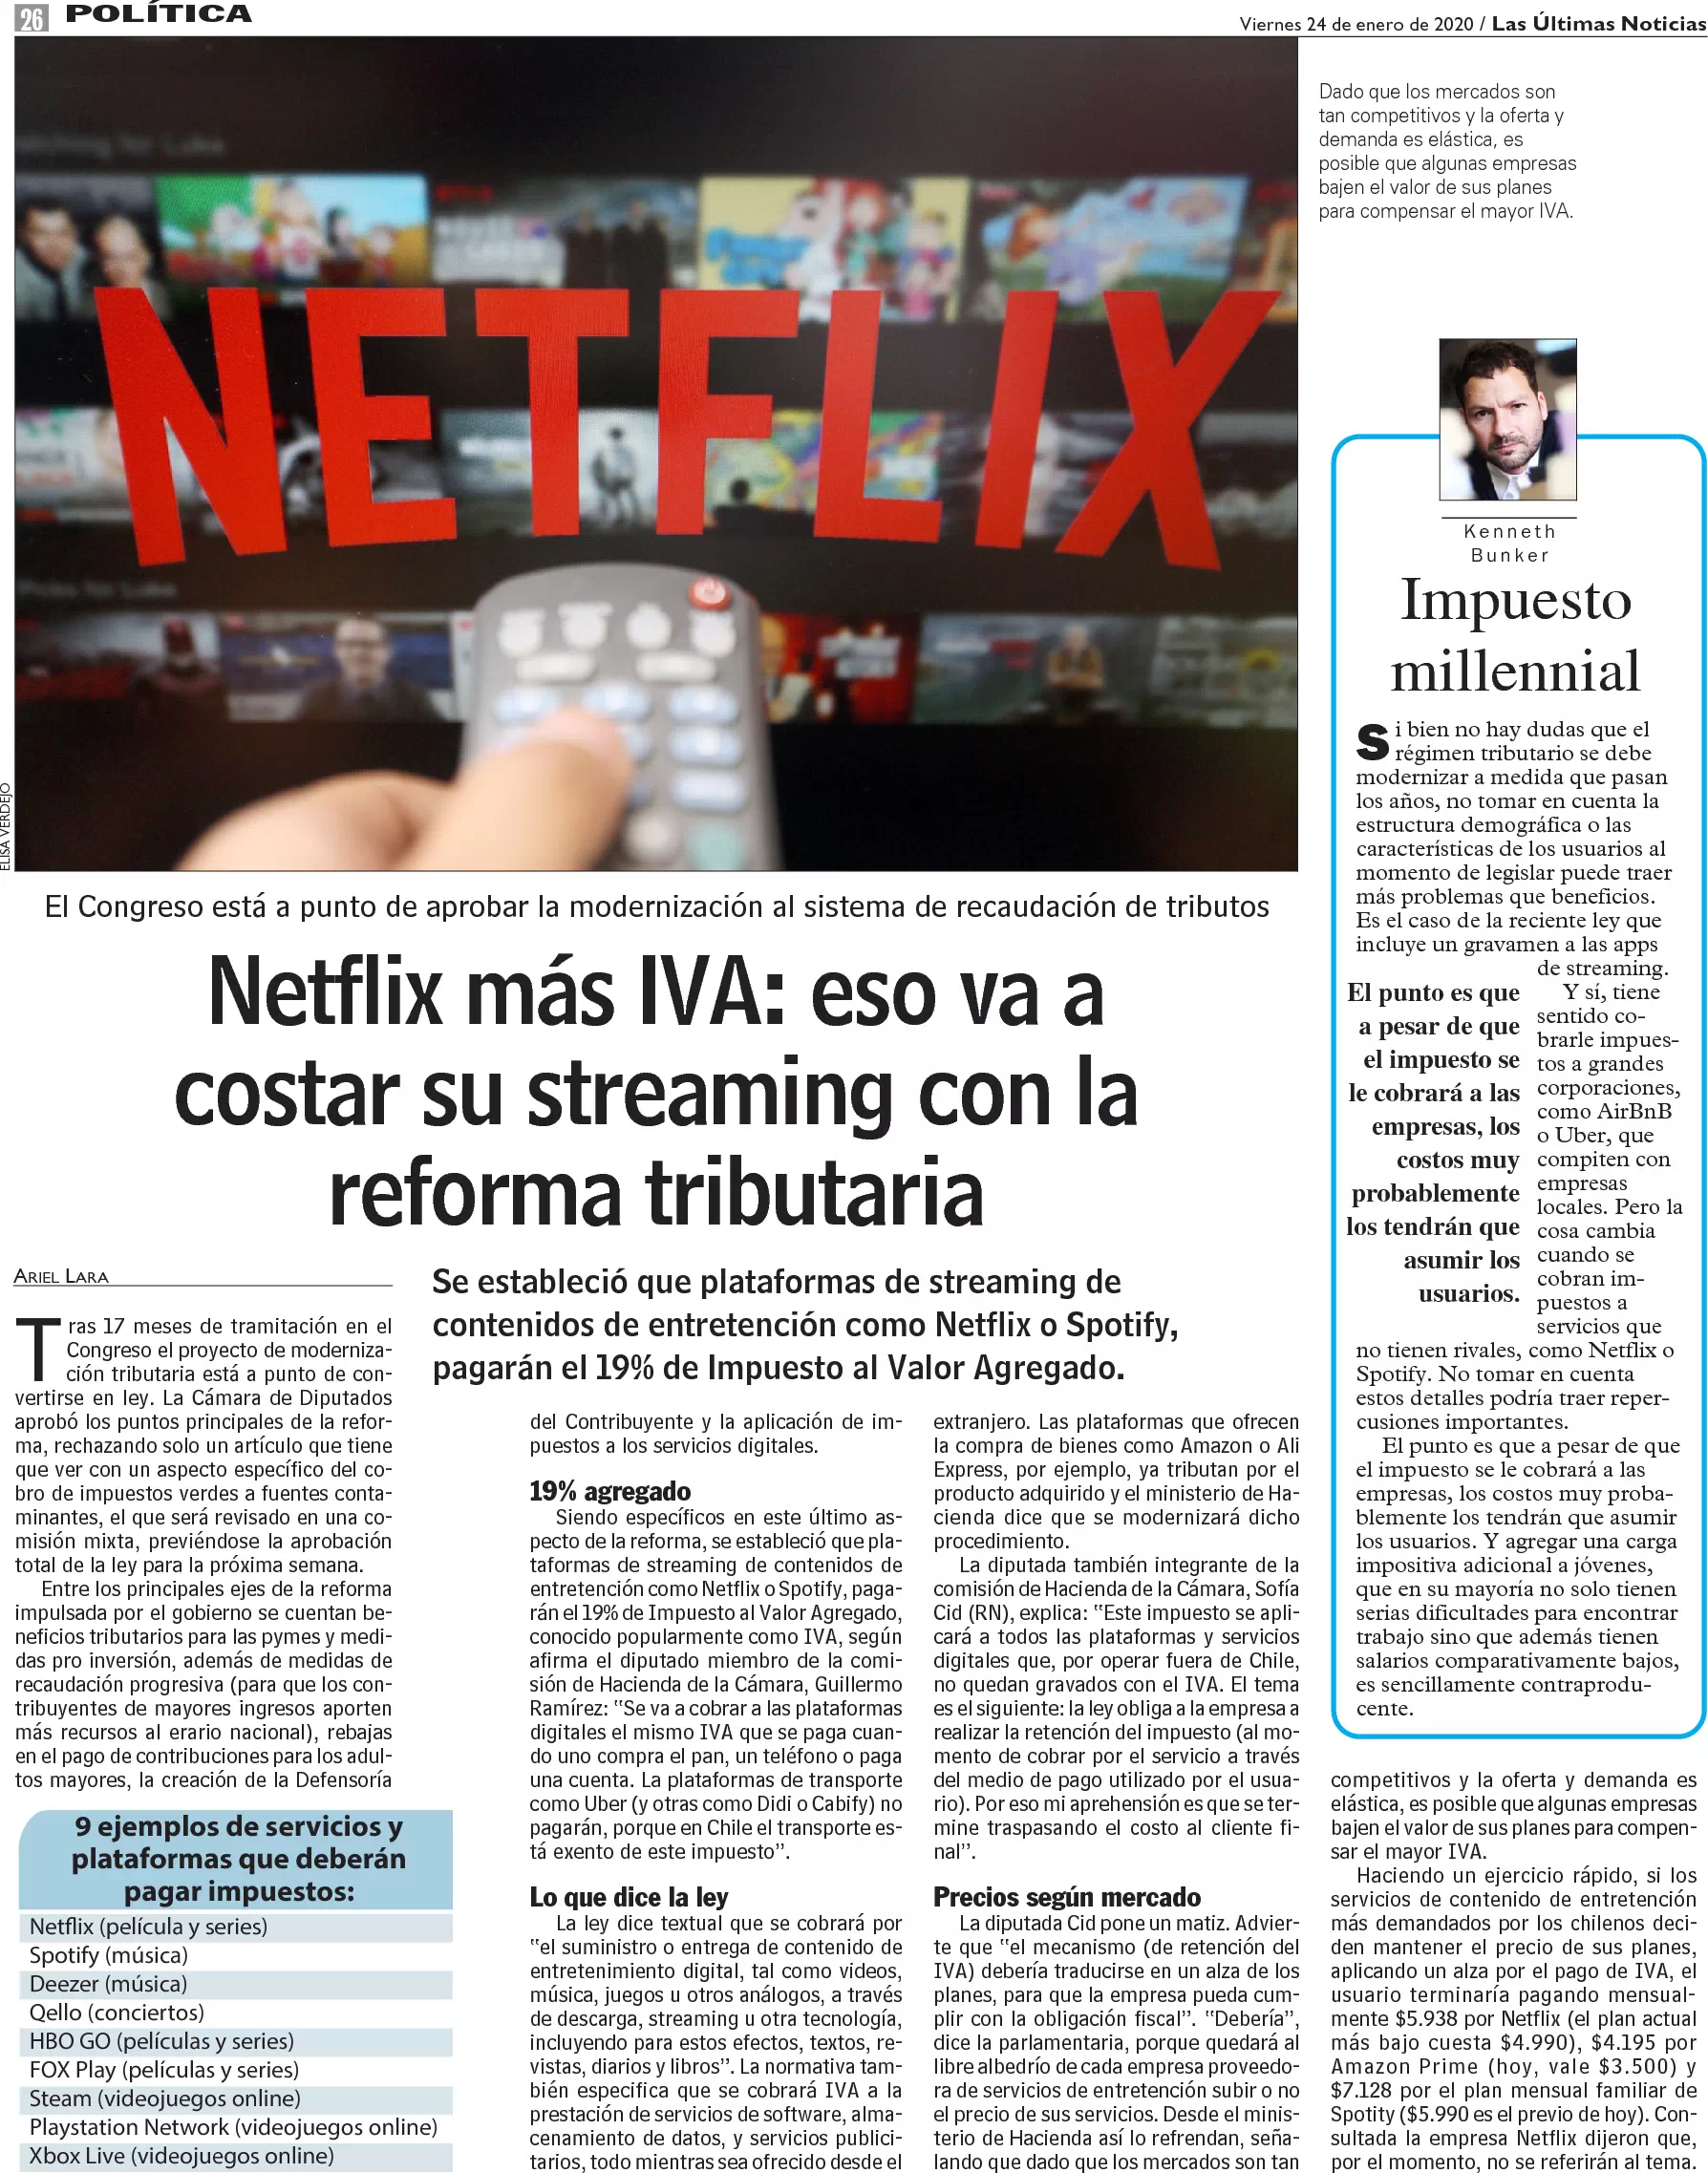 26 POLÍTICA
Viernes 24 de enero de 2020 / Las Últimas Noticias
NETFLIX
ELISA VERDEJO
Dado que los mercados son
tan competitivos y la oferta y
demanda es elástica, es
posible que algunas empresas
bajen el valor de sus planes
para compensar el mayor IVA.
El Congreso está a punto de aprobar la modernización al sistema de recaudación de tributos
Netflix más IVA: eso va a
costar su streaming con la
reforma tributaria
Se estableció que plataformas de streaming de
contenidos de entretención como Netflix o Spotify,
pagarán el 19% de Impuesto al Valor Agregado.
ARIEL LARA
Tras 17 meses de tramitación en el
Congreso el proyecto de moderniza-
ción tributaria está a punto de con-
vertirse en ley. La Cámara de Diputados
aprobó los puntos principales de la refor-
ma, rechazando solo un artículo que tiene
que ver con un aspecto específico del co-
bro de impuestos verdes a fuentes conta-
minantes, el que será revisado en una co-
misión mixta, previéndose la aprobación
total de la ley para la próxima semana.
Entre los principales ejes de la reforma
impulsada por el gobierno se cuentan be-
neficios tributarios para las pymes y medi-
das pro inversión, además de medidas de
recaudación progresiva (para que los con-
tribuyentes de mayores ingresos aporten
más recursos al erario nacional), rebajas
en el pago de contribuciones para los adul-
tos mayores, la creación de la Defensoría
9 ejemplos de servicios y
plataformas que deberán
pagar impuestos:
Netflix (película y series)
Spotify (música)
Deezer (música)
Qello (conciertos)
HBO GO (películas y series)
FOX Play (películas y series)
Steam (videojuegos online)
Playstation Network (videojuegos online)
Xbox Live (videojuegos online)
del Contribuyente y la aplicación de im-
puestos a los servicios digitales.
19% agregado
Siendo específicos en este último as-
pecto de la reforma, se estableció que pla-
taformas de streaming de contenidos de
entretención como Netflix o Spotify, paga-
rán el 19% de Impuesto al Valor Agregado,
conocido popularmente como IVA, según
afirma el diputado miembro de la comi-
sión de Hacienda de la Cámara, Guillermo
Ramírez: "Se va a cobrar a las plataformas
digitales el mismo IVA que se paga cuan-
do uno compra el pan, un teléfono o paga
una cuenta. La plataformas de transporte
como Uber (y otras como Didi o Cabify) no
pagarán, porque en Chile el transporte es-
tá exento de este impuesto".
Lo que dice la ley
La ley dice textual que se cobrará por
"el suministro o entrega de contenido de
entretenimiento digital, tal como videos,
música, juegos u otros análogos, a través
de descarga, streaming u otra tecnología,
incluyendo para estos efectos, textos, re-
vistas, diarios y libros". La normativa tam-
bién especifica que se cobrará IVA a la
prestación de servicios de software, alma-
cenamiento de datos, y servicios publici-
tarios, todo mientras sea ofrecido desde el
extranjero. Las plataformas que ofrecen
la compra de bienes como Amazon o Ali
Express, por ejemplo, ya tributan por el
producto adquirido y el ministerio de Ha-
cienda dice que se modernizará dicho
procedimiento.
La diputada también integrante de la
comisión de Hacienda de la Cámara, Sofía
Cid (RN), explica: "Este impuesto se apli-
cará a todos las plataformas y servicios
digitales que, por operar fuera de Chile,
no quedan gravados con el IVA. El tema
es el siguiente: la ley obliga a la empresa a
realizar la retención del impuesto (al mo-
mento de cobrar por el servicio a través
del medio de pago utilizado por el usua-
rio). Por eso mi aprehensión es que se ter-
mine traspasando el costo al cliente fi-
nal".
Precios según mercado
La diputada Cid pone un matiz. Advier-
te que "el mecanismo (de retención del
IVA) debería traducirse en un alza de los
planes, para que la empresa pueda cum-
plir con la obligación fiscal". "Debería",
dice la parlamentaria, porque quedará al
libre albedrío de cada empresa proveedo-
ra de servicios de entretención subir o no
el precio de sus servicios. Desde el minis-
terio de Hacienda así lo refrendan, seña-
lando que dado que los mercados son tan
competitivos y la oferta y demanda es
elástica, es posible que algunas empresas
bajen el valor de sus planes para compen-
sar el mayor IVA.
Haciendo un ejercicio rápido, si los
servicios de contenido de entretención
más demandados por los chilenos deci-
den mantener el precio de sus planes,
aplicando un alza por el pago de IVA, el
usuario terminaría pagando mensual-
mente $5.938 por Netflix (el plan actual
más bajo cuesta $4.990), $4.195 por
Amazon Prime (hoy, vale $3.500) y
$7.128 por el plan mensual familiar de
Spotity ($5.990 es el previo de hoy). Con-
sultada la empresa Netflix dijeron que,
por el momento, no se referirán al tema.
Kenneth
Bunker
Impuesto
millennial
Si bien no hay dudas que el
régimen tributario se debe
modernizar a medida que pasan
los años, no tomar en cuenta la
estructura demográfica o las
características de los usuarios al
momento de legislar puede traer
más problemas que beneficios.
Es el caso de la reciente ley que
incluye un gravamen a las apps
de streaming.
Y sí, tiene
sentido co-
brarle impues-
tos a grandes
corporaciones,
como AirBnB
o Uber, que
compiten con
empresas
locales. Pero la
cosa cambia
cuando se
cobran im-
puestos a
servicios que
no tienen rivales, como Netflix o
Spotify. No tomar en cuenta
estos detalles podría traer reper-
cusiones importantes.
El punto es que a pesar de que
el impuesto se le cobrará a las
empresas, los costos muy proba-
blemente los tendrán que asumir
los usuarios. Y agregar una carga
impositiva adicional a jóvenes,
que en su mayoría no solo tienen
serias dificultades para encontrar
trabajo sino que además tienen
salarios comparativamente bajos,
es sencillamente contraprodu-
cente.
El punto es que
a pesar de que
el impuesto se
le cobrará a las
empresas, los
costos muy
probablemente
los tendrán que
asumir los
usuarios.